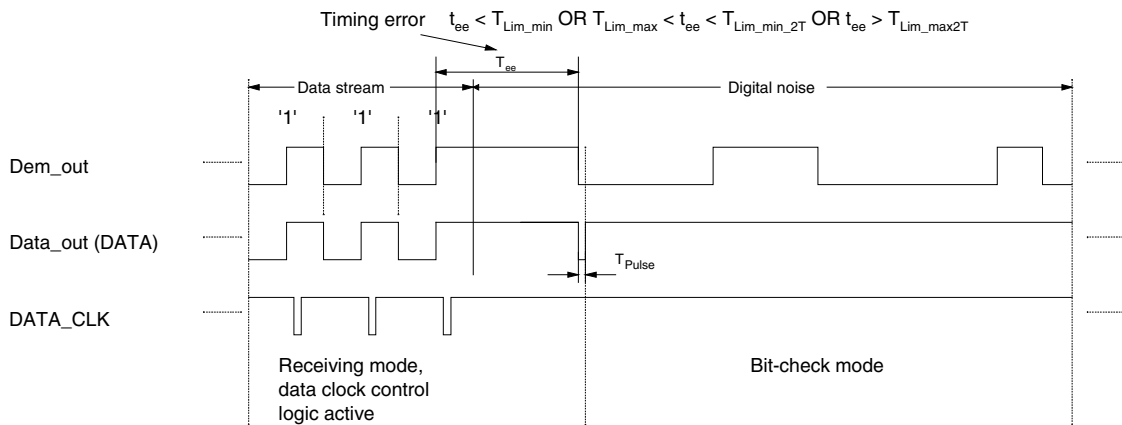 Timing error t_ee < T_Lim_min OR T_Lim_max < t_ee < T_Lim_min_2T OR t_ee > T_Lim_max2T
T_ee
Data stream Digital noise
'1' '1' '1'
Dem_out
Data_out (DATA)
T_Pulse
DATA_CLK
Receiving mode,
data clock control
logic active
Bit-check mode